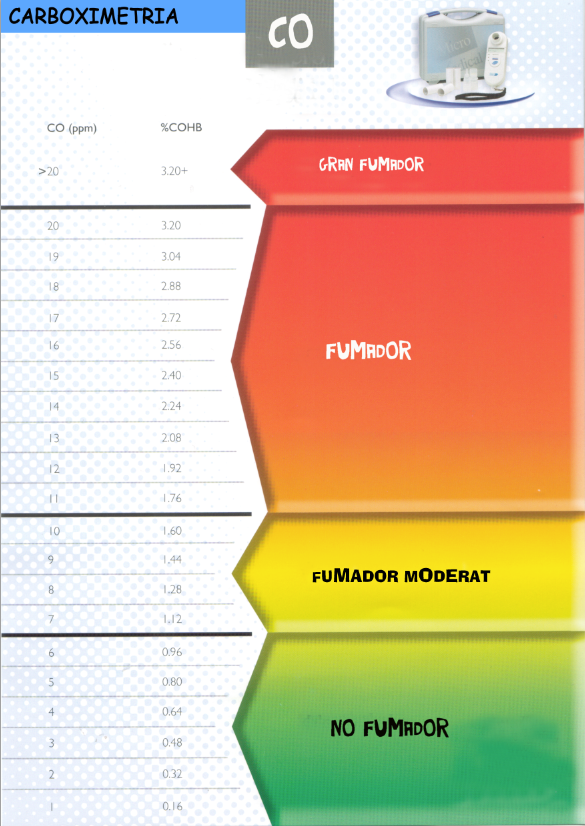 CARBOXIMETRIA
CO
CO (ppm) %COHB
>20 3.20+ GRAN FUMADOR
20 3.20
19 3.04
18 2.88
17 2.72
16 2.56 FUMADOR
15 2.40
14 2:24
13 2.08
12 1.92
11 1.76
10 1.60
9 1.44
8 1.28 FUMADOR MODERAT
7 1.12
6 0.96
5 0.80
4 0.64
NO FUMADOR
3 0.48
2 0.32
1 0.16